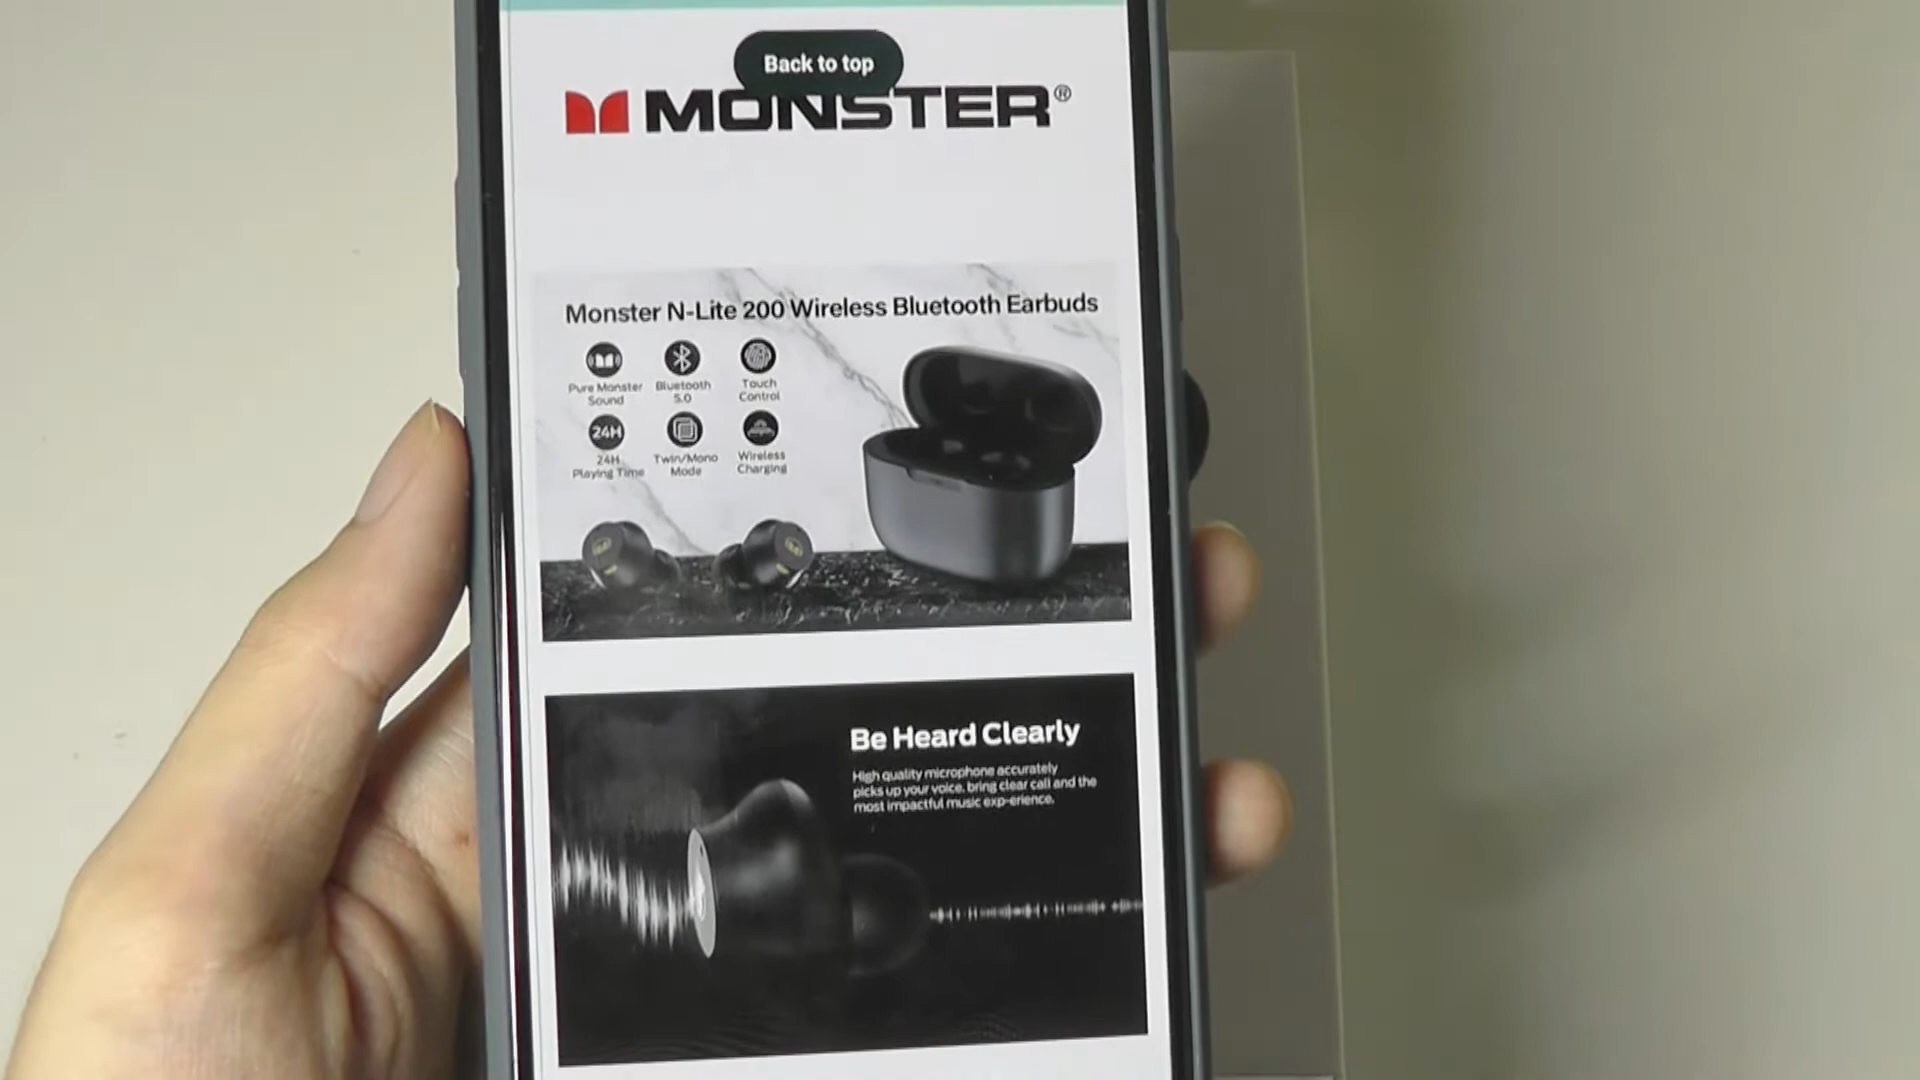 Back to top
MONSTER®
Monster N-Lite 200 Wireless Bluetooth Earbuds
Pure Monster
Sound
Bluetooth
5.0
Touch
Control
24H
24H
Playing Time
Twin/Mono
Mode
Wireless
Charging
Be Heard Clearly
High quality microphone accurately
picks up your voice, bring clear call and the
most impactful music exp-erience.